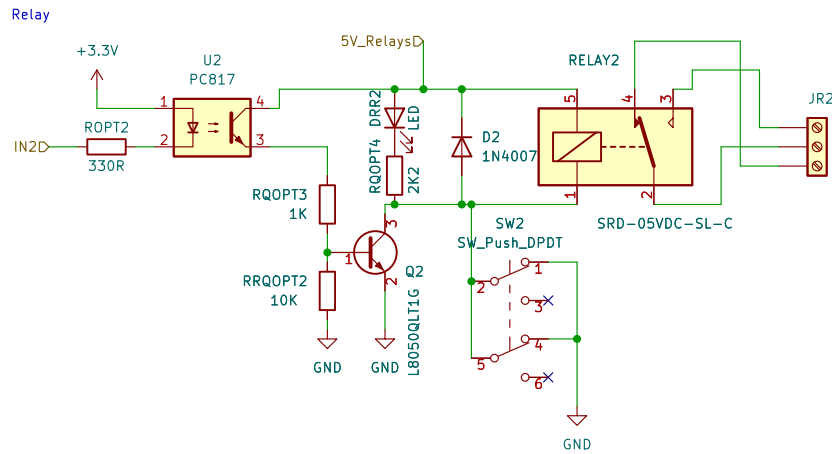 Relay
+3.3V
U2
PC817
5V_Relays
RELAY2
JR2
1
4
ROPT2
IN2
2
3
330R
DRR2
LED
RQOPT4
2K2
D2
1N4007
5
4
3
1
2
SRD-05VDC-SL-C
RQOPT3
1K
3
1
2
Q2
L8050QLT1G
RRQOPT2
10K
GND
GND
SW2
SW_Push_DPDT
1
2
3
4
5
6
GND